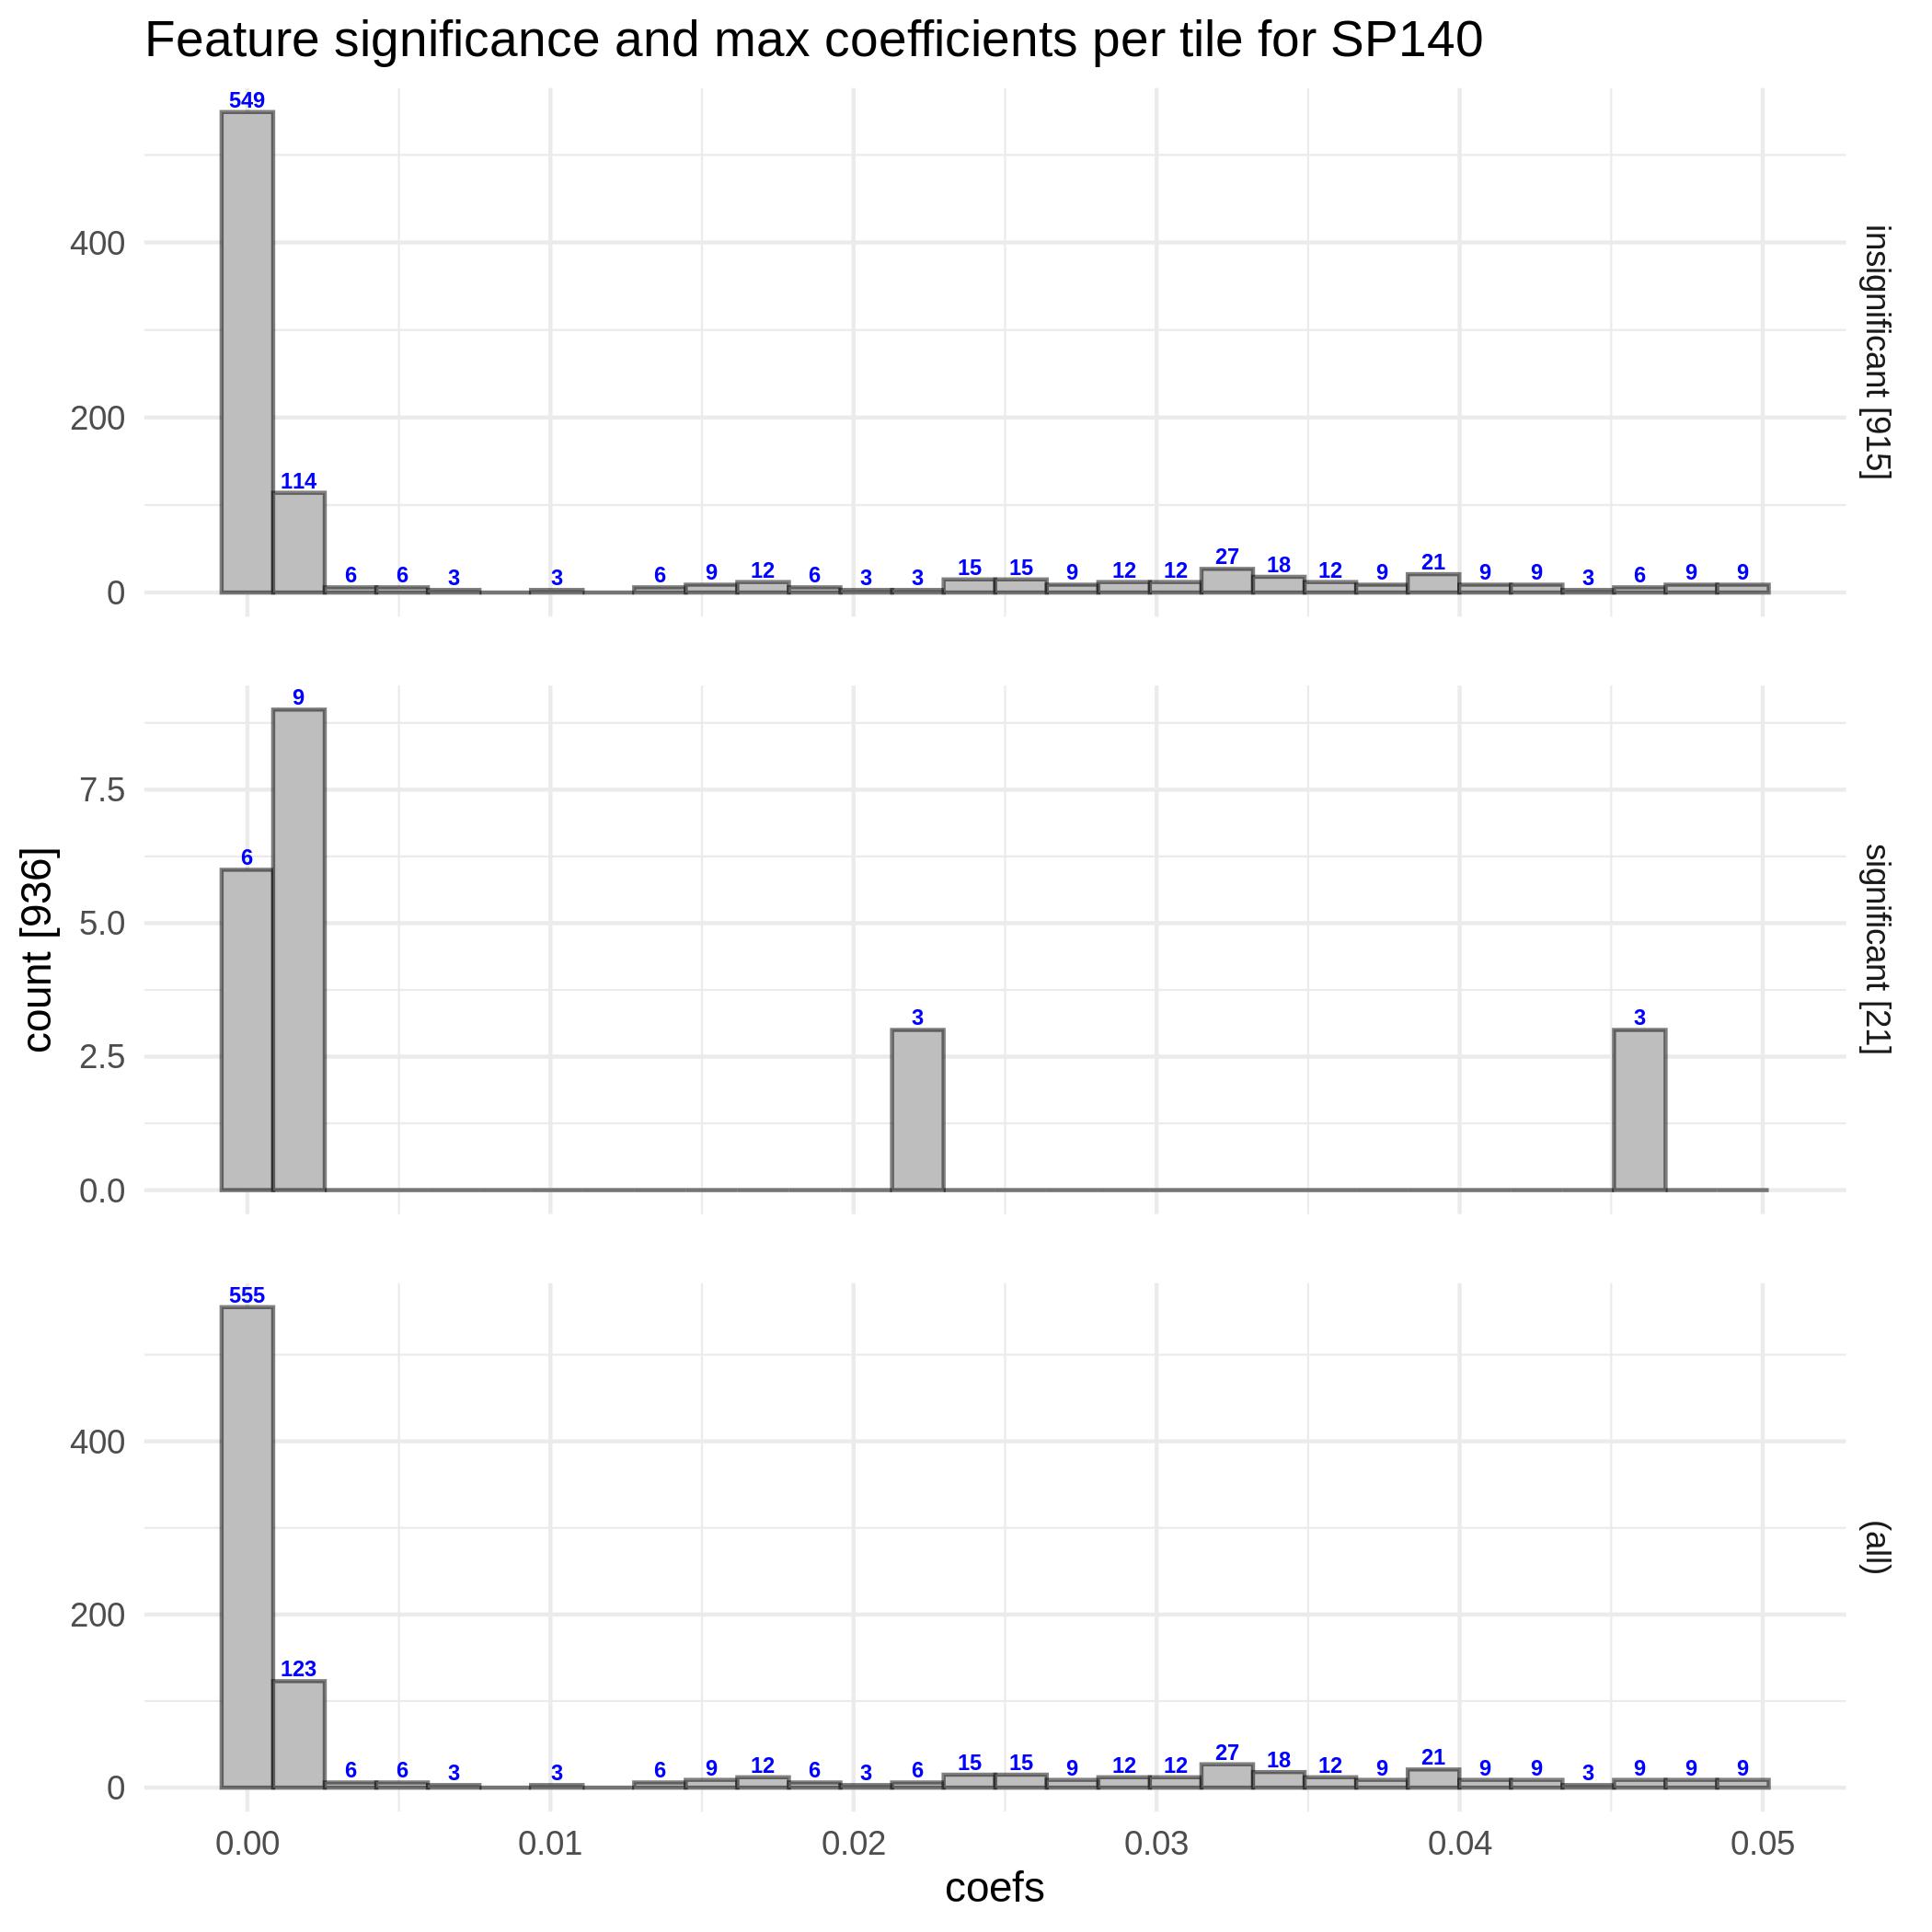 Feature significance and max coefficients per tile for SP140
549
114
6 6 3 3 6 9 12 6 3 3 15 15 9 12 12 27 18 12 9 21 9 9 3 6 9 9
400
200
0
insignificant [915]
9
6
3
3
7.5
5.0
2.5
0.0
significant [21]
count [936]
555
123
6 6 3 3 6 9 12 6 3 6 15 15 9 12 12 27 18 12 9 21 9 9 3 9 9 9
400
200
0
(all)
0.00 0.01 0.02 0.03 0.04 0.05
coefs